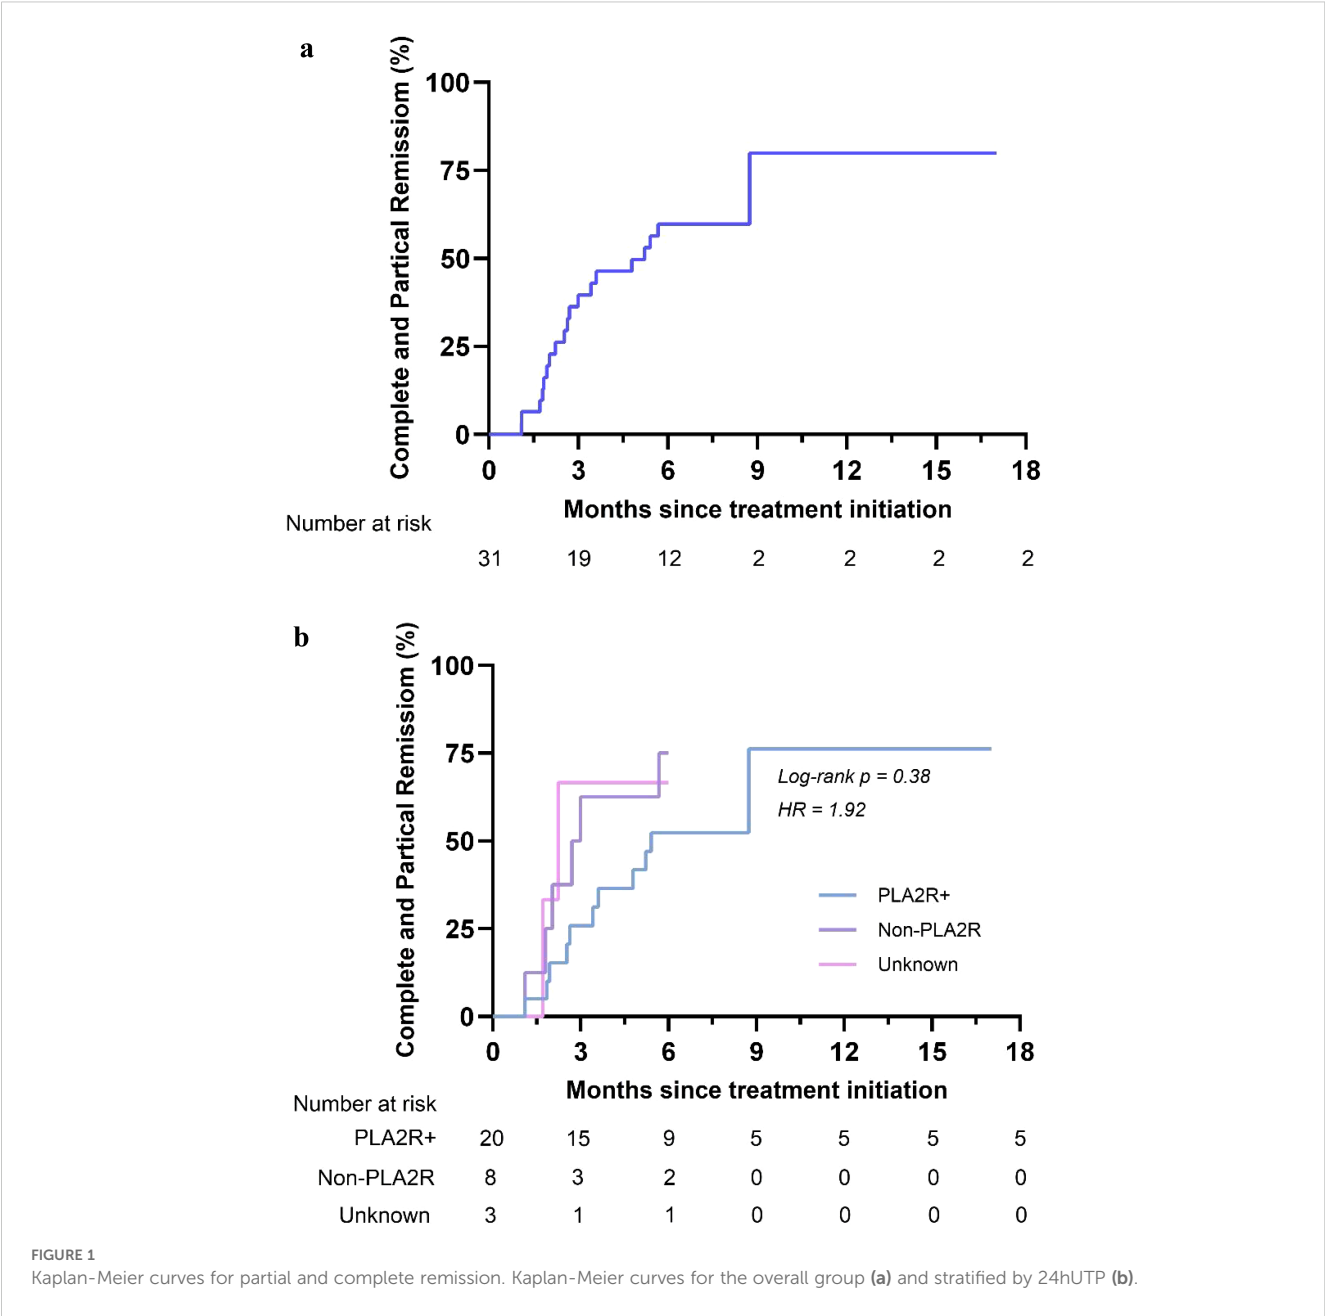 a
Complete and Partical Remissiom (%)
100
75
50
25
0
0 3 6 9 12 15 18
Months since treatment initiation
Number at risk
31 19 12 2 2 2 2
b
Complete and Partical Remissiom (%)
100
75
50
25
0
Log-rank p = 0.38
HR = 1.92
PLA2R+
Non-PLA2R
Unknown
0 3 6 9 12 15 18
Months since treatment initiation
Number at risk
PLA2R+ 20 15 9 5 5 5 5
Non-PLA2R 8 3 2 0 0 0 0
Unknown 3 1 1 0 0 0 0
FIGURE 1
Kaplan-Meier curves for partial and complete remission. Kaplan-Meier curves for the overall group (a) and stratified by 24hUTP (b).